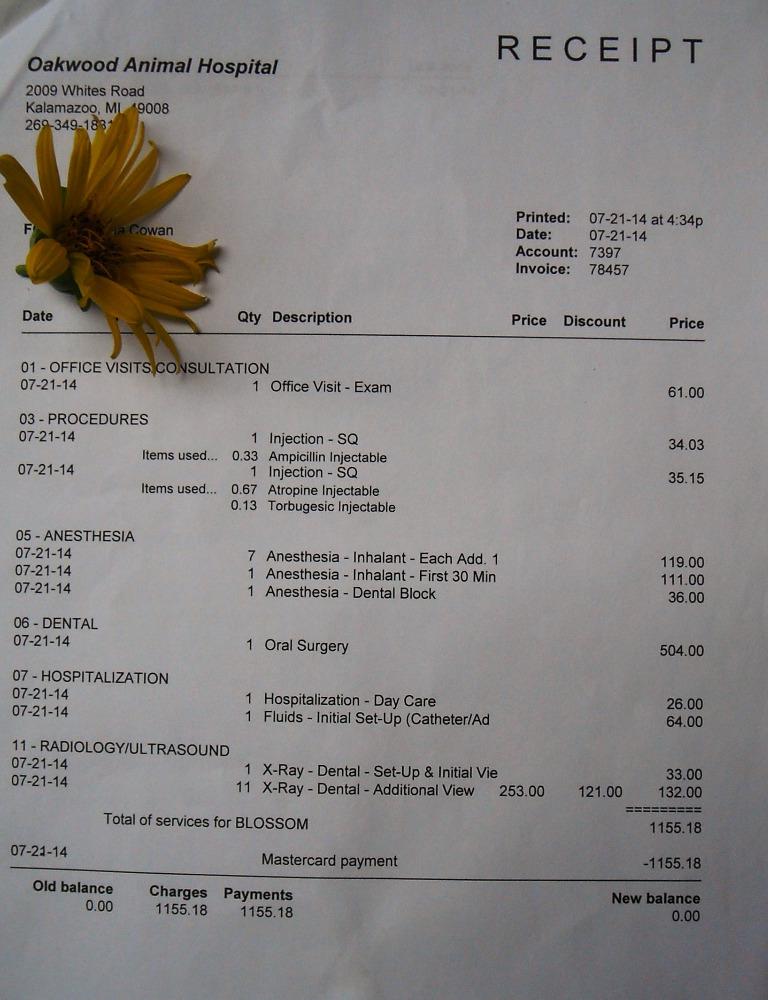 RECEIPT
Oakwood Animal Hospital
2009 Whites Road
Kalamazoo, MI 49008
269-349-1831
Cowan
Printed: 07-21-14 at 4:34p
Date: 07-21-14
Account: 7397
Invoice: 78457
Date Qty Description Price Discount Price
01 - OFFICE VISITS/CONSULTATION
07-21-14 1 Office Visit - Exam 61.00
03 - PROCEDURES
07-21-14 1 Injection - SQ 34.03
Items used... 0.33 Ampicillin Injectable
07-21-14 1 Injection - SQ 35.15
Items used... 0.67 Atropine Injectable
0.13 Torbugesic Injectable
05 - ANESTHESIA
07-21-14 7 Anesthesia - Inhalant - Each Add. 1 119.00
07-21-14 1 Anesthesia - Inhalant - First 30 Min 111.00
07-21-14 1 Anesthesia - Dental Block 36.00
06 - DENTAL
07-21-14 1 Oral Surgery 504.00
07 - HOSPITALIZATION
07-21-14 1 Hospitalization - Day Care 26.00
07-21-14 1 Fluids - Initial Set-Up (Catheter/Ad 64.00
11 - RADIOLOGY/ULTRASOUND
07-21-14 1 X-Ray - Dental - Set-Up & Initial Vie 33.00
07-21-14 11 X-Ray - Dental - Additional View 253.00 121.00 132.00
=========
Total of services for BLOSSOM 1155.18
07-21-14 Mastercard payment -1155.18
Old balance Charges Payments New balance
0.00 1155.18 1155.18 0.00